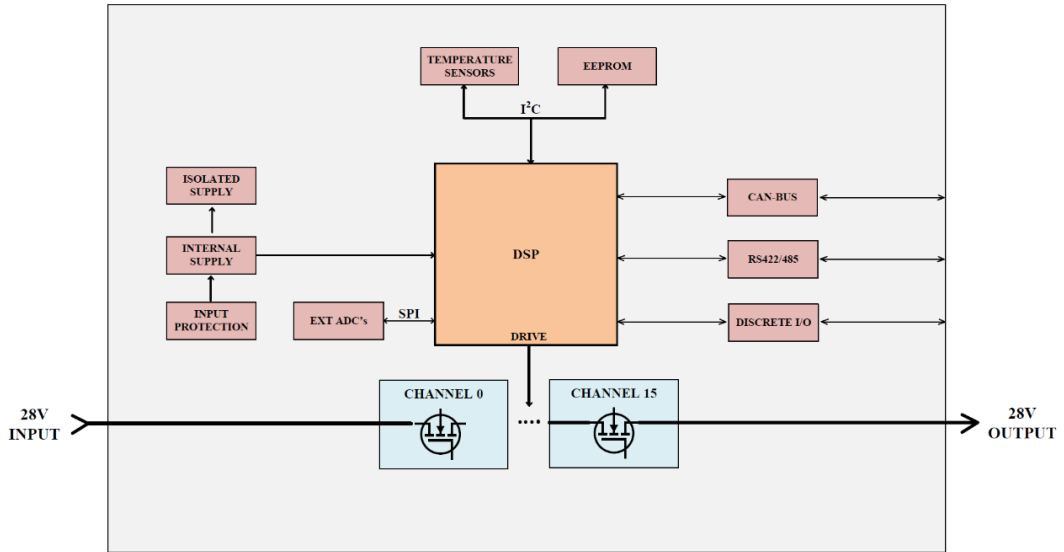 TEMPERATURE
SENSORS
EEPROM
I²C
ISOLATED
SUPPLY
CAN-BUS
INTERNAL
SUPPLY
DSP
RS422/485
INPUT
PROTECTION
EXT ADC's
SPI
DISCRETE I/O
DRIVE
CHANNEL 0
CHANNEL 15
28V
INPUT
....
28V
OUTPUT